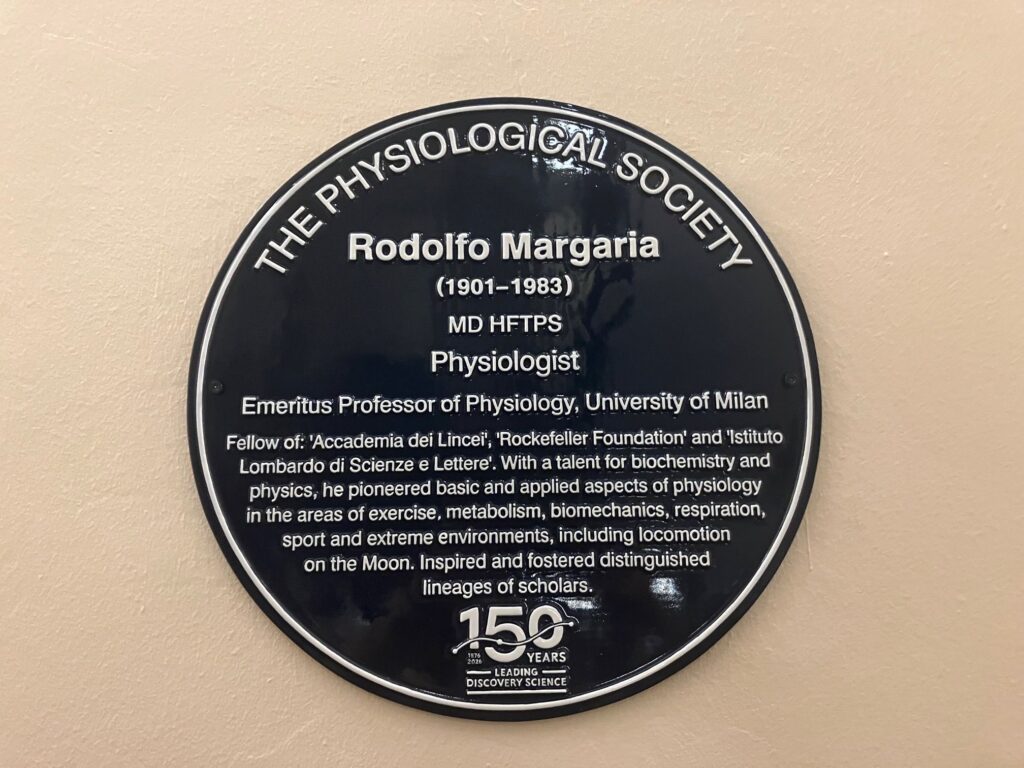 THE PHYSIOLOGICAL SOCIETY
Rodolfo Margaria
(1901–1983)
MD HFTPS
Physiologist
Emeritus Professor of Physiology, University of Milan
Fellow of: 'Accademia dei Lincei', 'Rockefeller Foundation' and 'Istituto
Lombardo di Scienze e Lettere'. With a talent for biochemistry and
physics, he pioneered basic and applied aspects of physiology
in the areas of exercise, metabolism, biomechanics, respiration,
sport and extreme environments, including locomotion
on the Moon. Inspired and fostered distinguished
lineages of scholars.
150
1876
2026
YEARS
LEADING
DISCOVERY SCIENCE